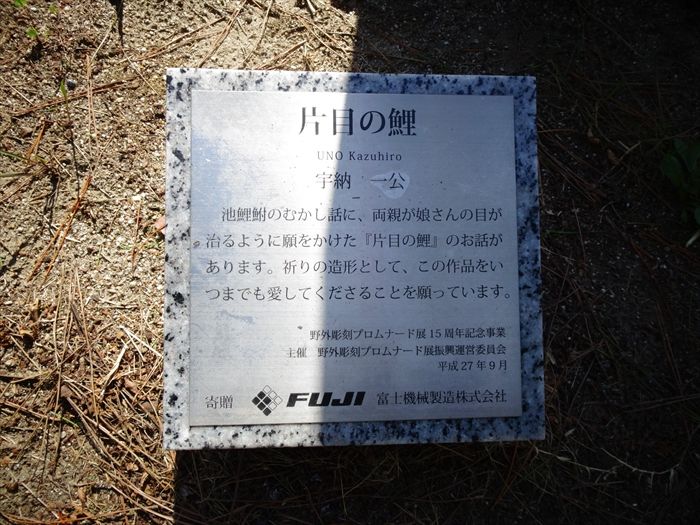 片目の鯉
UNO Kazuhiro
宇納　一公
池鯉鮒のむかし話に、両親が娘さんの目が
治るように願をかけた『片目の鯉』のお話が
あります。祈りの造形として、この作品をい
つまでも愛してくださることを願っています。
野外彫刻プロムナード展15周年記念事業
主催　野外彫刻プロムナード展振興運営委員会
平成27年9月
寄贈　FUJI　富士機械製造株式会社